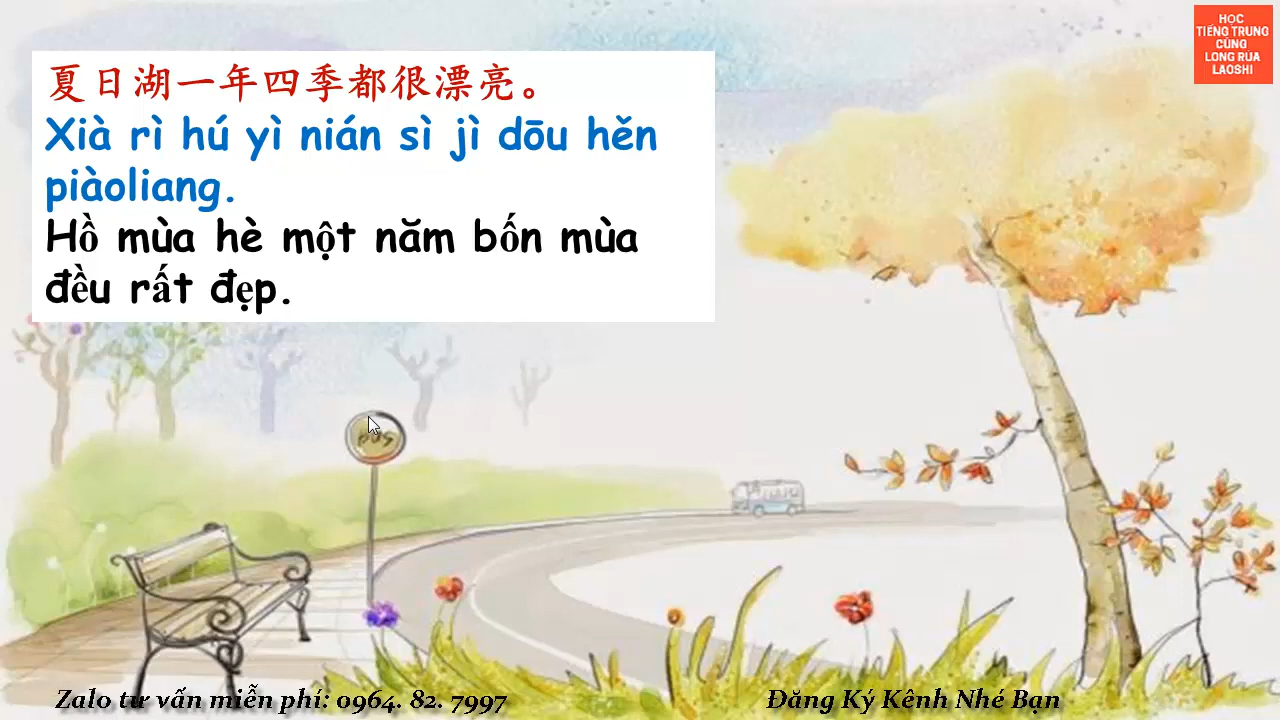 HỌC
TIẾNG TRUNG
CÙNG
LONG RÙA
LAOSHI
夏日湖一年四季都很漂亮。
Xià rì hú yì nián sì jì dōu hěn
piàoliang.
Hồ mùa hè một năm bốn mùa
đều rất đẹp.
bus
Zalo tư vấn miễn phí: 0964. 82. 7997
Đăng Ký Kênh Nhé Bạn